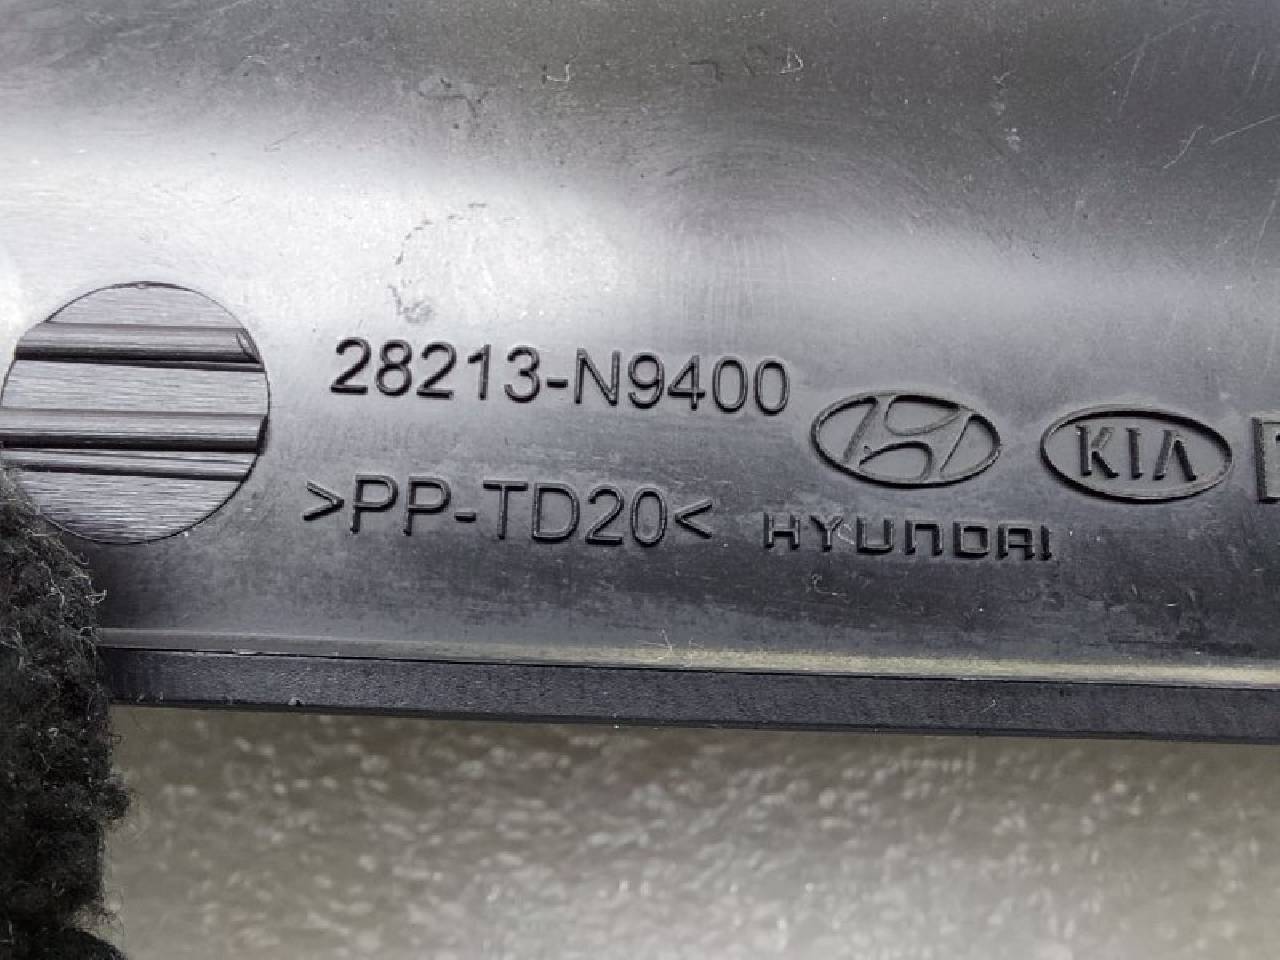 28213-N9400
>PP-TD20<
HYUNDAI
KIA